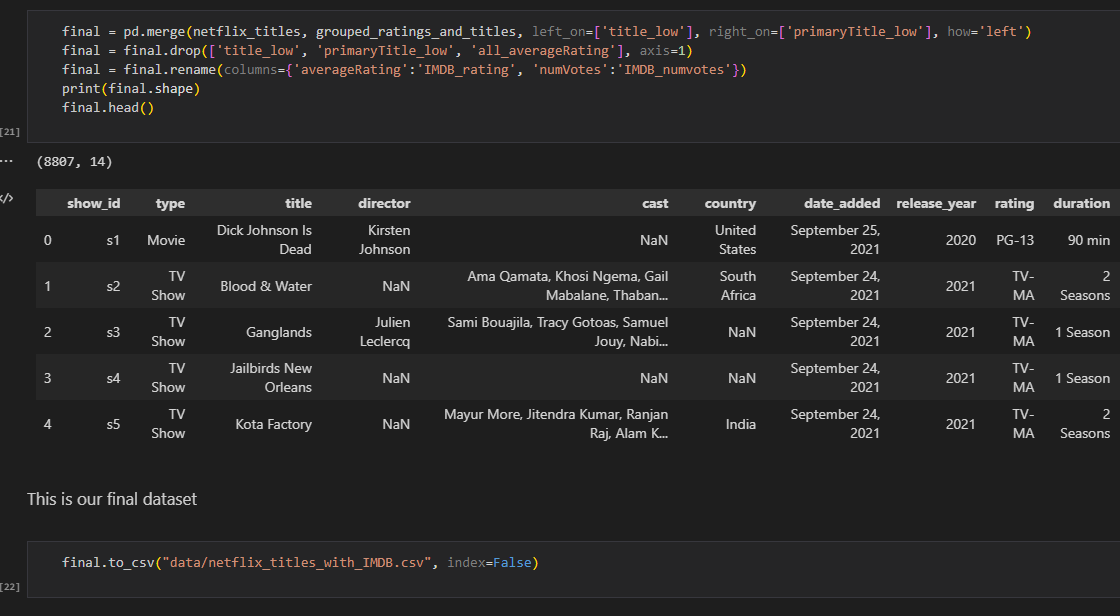 final = pd.merge(netflix_titles, grouped_ratings_and_titles, left_on=['title_low'], right_on=['primaryTitle_low'], how='left')
final = final.drop(['title_low', 'primaryTitle_low', 'all_averageRating'], axis=1)
final = final.rename(columns={'averageRating':'IMDB_rating', 'numVotes':'IMDB_numvotes'})
print(final.shape)
final.head()
[21]
... (8807, 14)
</>
show_id type title director cast country date_added release_year rating duration
0 s1 Movie Dick Johnson Is Dead Kirsten Johnson NaN United States September 25, 2021 2020 PG-13 90 min
1 s2 TV Show Blood & Water NaN Ama Qamata, Khosi Ngema, Gail Mabalane, Thaban... South Africa September 24, 2021 2021 TV-MA 2 Seasons
2 s3 TV Show Ganglands Julien Leclercq Sami Bouajila, Tracy Gotoas, Samuel Jouy, Nabi... NaN September 24, 2021 2021 TV-MA 1 Season
3 s4 TV Show Jailbirds New Orleans NaN NaN NaN September 24, 2021 2021 TV-MA 1 Season
4 s5 TV Show Kota Factory NaN Mayur More, Jitendra Kumar, Ranjan Raj, Alam K... India September 24, 2021 2021 TV-MA 2 Seasons
This is our final dataset
final.to_csv("data/netflix_titles_with_IMDB.csv", index=False)
[22]